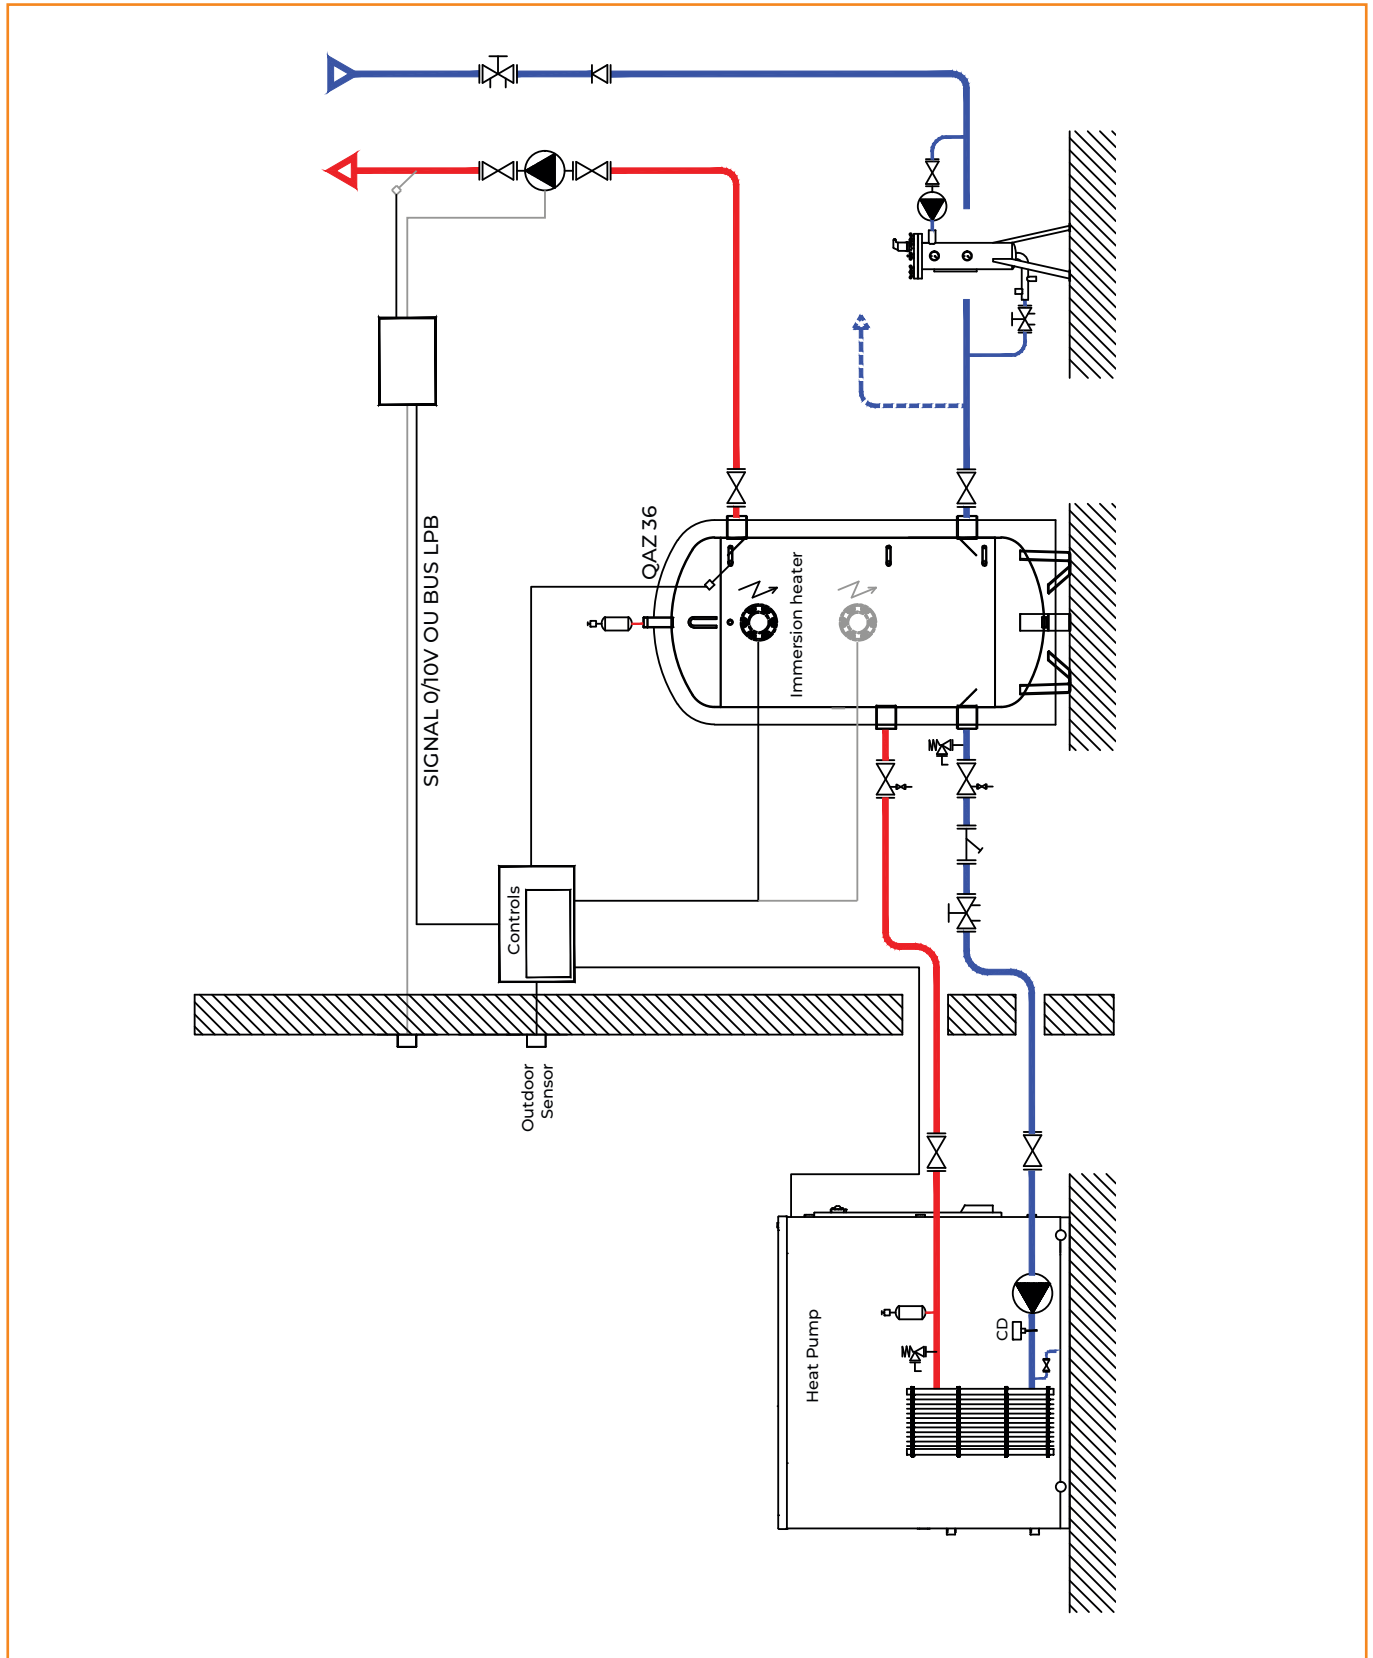 QAZ 36
SIGNAL 0/10V OU BUS LPB
Immersion heater
Controls
Outdoor
Sensor
Heat Pump
CD